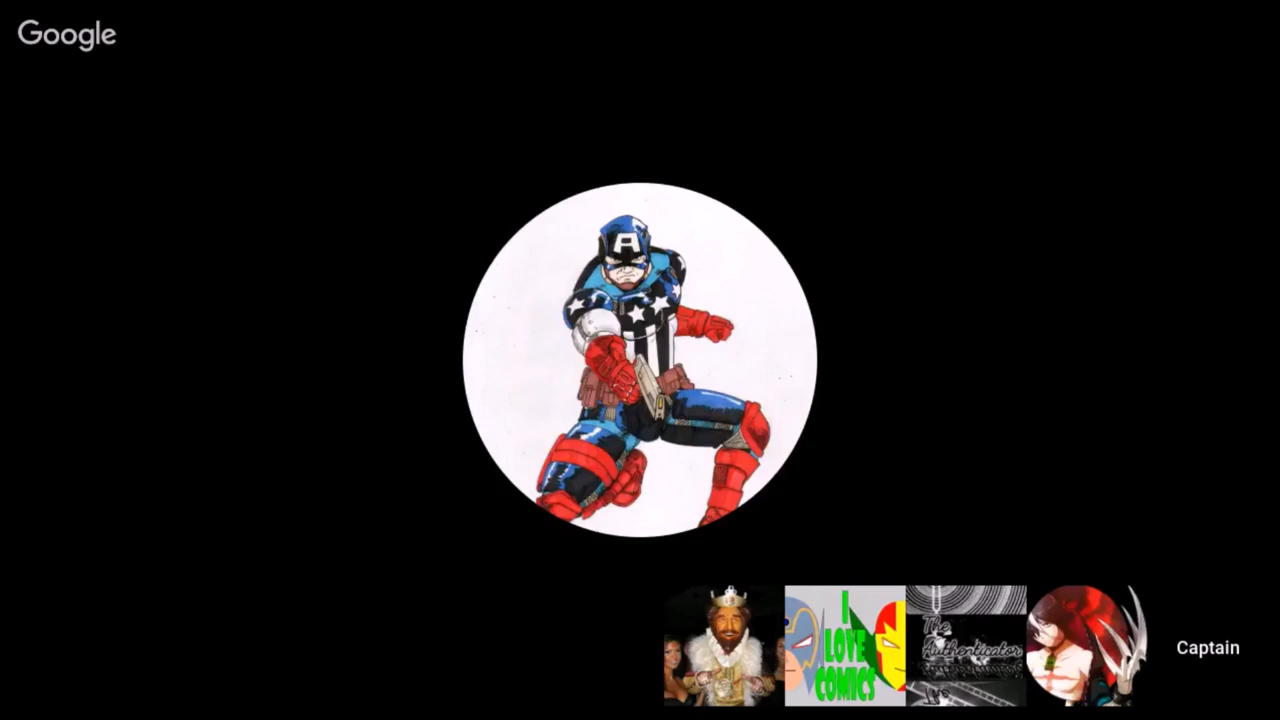 Google
A
I
LOVE
COMICS
The
Authenticator
Captain